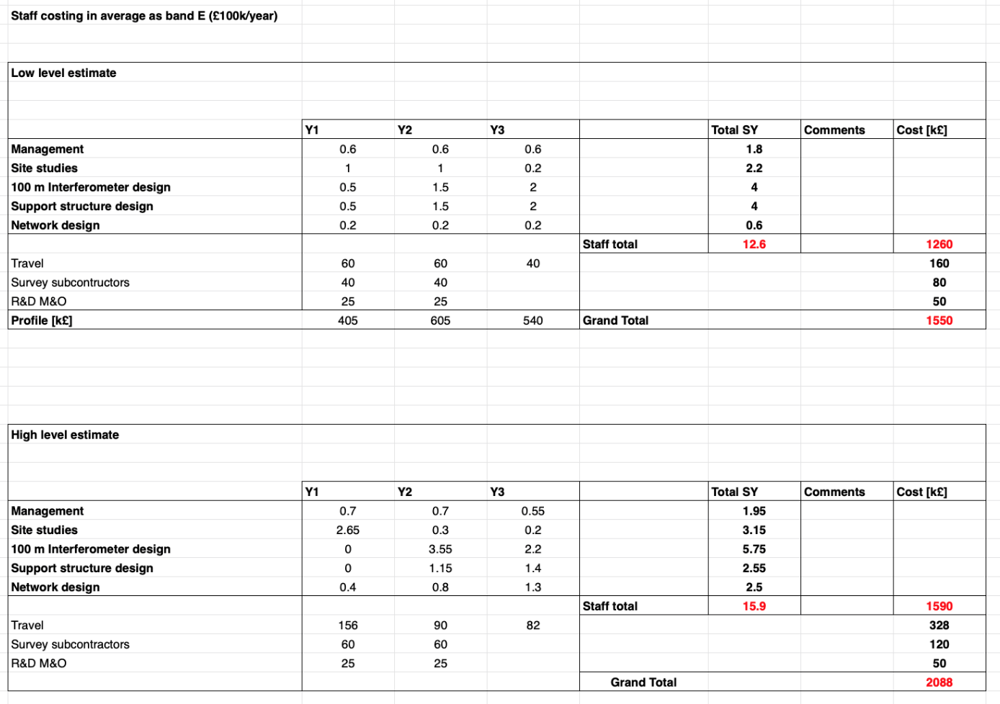 Staff costing in average as band E (£100k/year)
Low level estimate
Y1 Y2 Y3 Total SY Comments Cost [k£]
Management 0.6 0.6 0.6 1.8
Site studies 1 1 0.2 2.2
100 m Interferometer design 0.5 1.5 2 4
Support structure design 0.5 1.5 2 4
Network design 0.2 0.2 0.2 0.6
Staff total 12.6 1260
Travel 60 60 40 160
Survey subcontructors 40 40 80
R&D M&O 25 25 50
Profile [k£] 405 605 540 Grand Total 1550
High level estimate
Y1 Y2 Y3 Total SY Comments Cost [k£]
Management 0.7 0.7 0.55 1.95
Site studies 2.65 0.3 0.2 3.15
100 m Interferometer design 0 3.55 2.2 5.75
Support structure design 0 1.15 1.4 2.55
Network design 0.4 0.8 1.3 2.5
Staff total 15.9 1590
Travel 156 90 82 328
Survey subcontractors 60 60 120
R&D M&O 25 25 50
Grand Total 2088